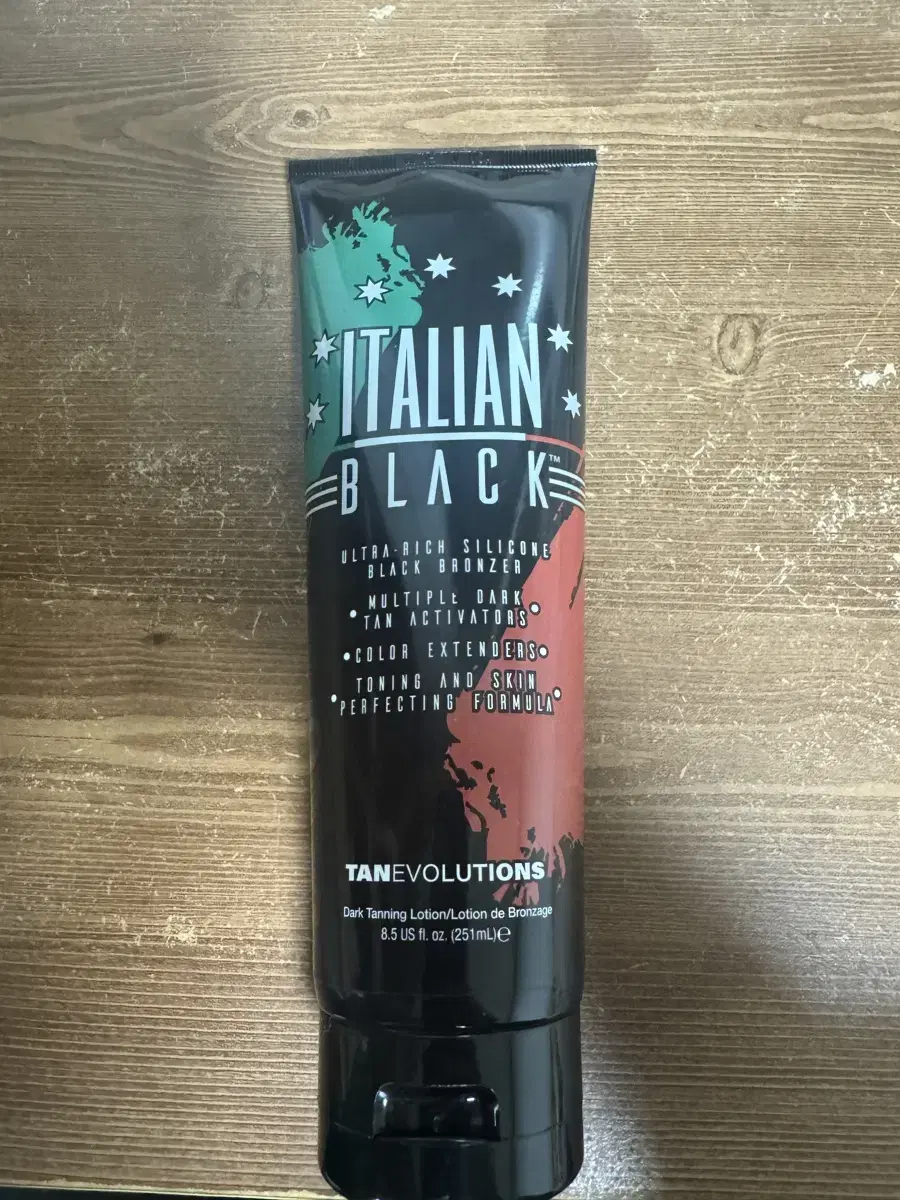 ITALIAN
BLACK™
ULTRA-RICH SILICONE
BLACK BRONZER
MULTIPLE DARK
• TAN ACTIVATORS •
• COLOR EXTENDERS •
TONING AND SKIN
• PERFECTING FORMULA •
TANEVOLUTIONS
Dark Tanning Lotion/Lotion de Bronzage
8.5 US fl. oz. (251mL)℮